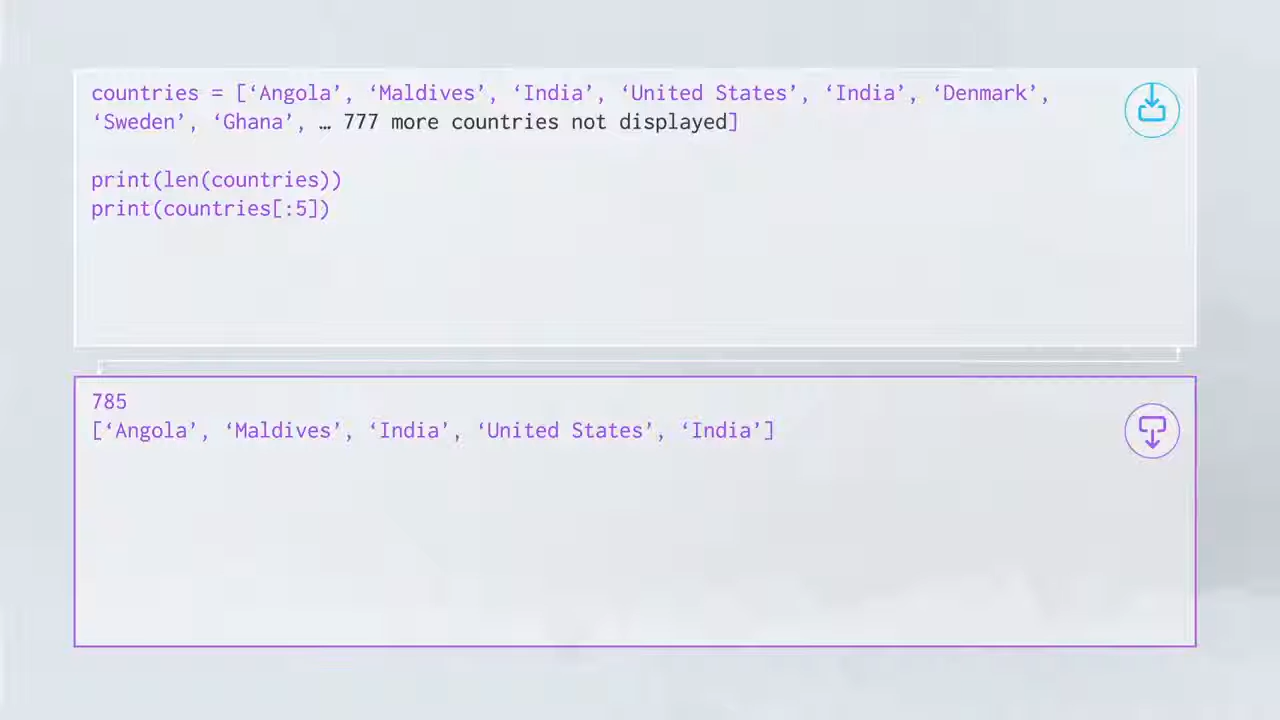 countries = [‘Angola’, ‘Maldives’, ‘India’, ‘United States’, ‘India’, ‘Denmark’,
‘Sweden’, ‘Ghana’, … 777 more countries not displayed]
print(len(countries))
print(countries[:5])
785
[‘Angola’, ‘Maldives’, ‘India’, ‘United States’, ‘India’]